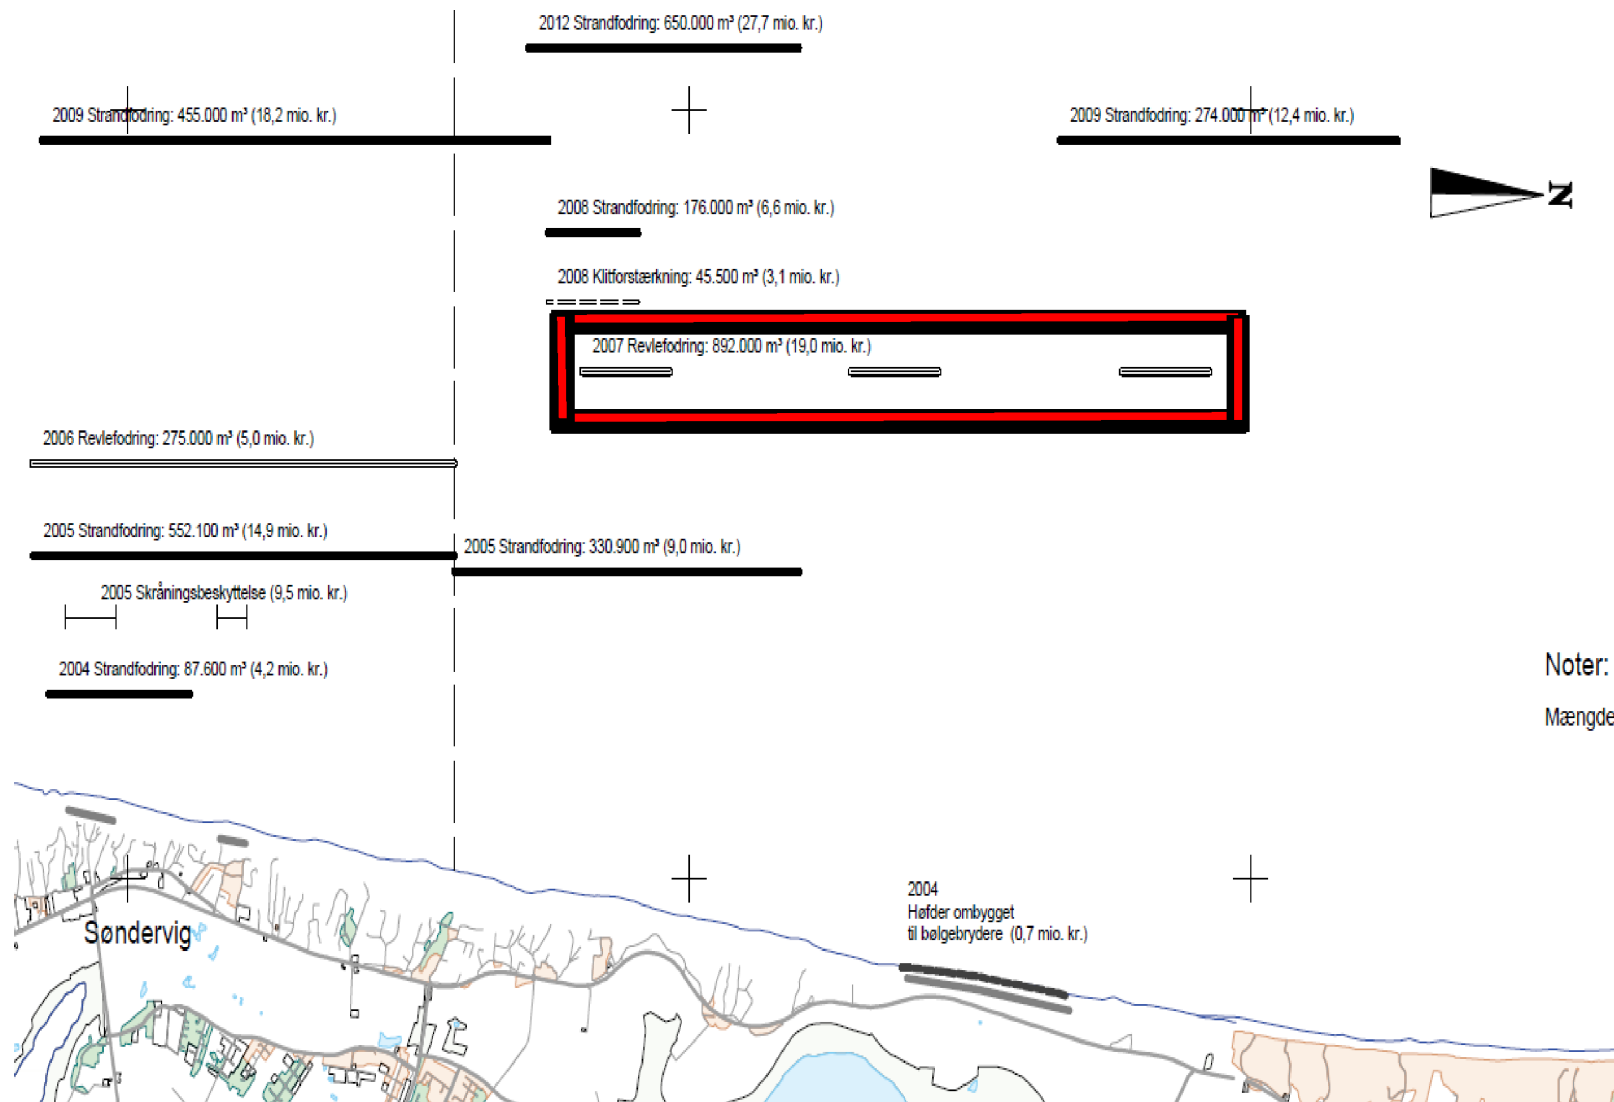 2012 Strandfodring: 650.000 m³ (27,7 mio. kr.)
2009 Strandfodring: 455.000 m³ (18,2 mio. kr.)
2009 Strandfodring: 274.000 m³ (12,4 mio. kr.)
N
2008 Strandfodring: 176.000 m³ (6,6 mio. kr.)
2008 Klitforstærkning: 45.500 m³ (3,1 mio. kr.)
2007 Revlefodring: 892.000 m³ (19,0 mio. kr.)
2006 Revlefodring: 275.000 m³ (5,0 mio. kr.)
2005 Strandfodring: 552.100 m³ (14,9 mio. kr.)
2005 Strandfodring: 330.900 m³ (9,0 mio. kr.)
2005 Skråningsbeskyttelse (9,5 mio. kr.)
2004 Strandfodring: 87.600 m³ (4,2 mio. kr.)
Noter:
Mængde
2004
Høfder ombygget
til bølgebrydere (0,7 mio. kr.)
Søndervig